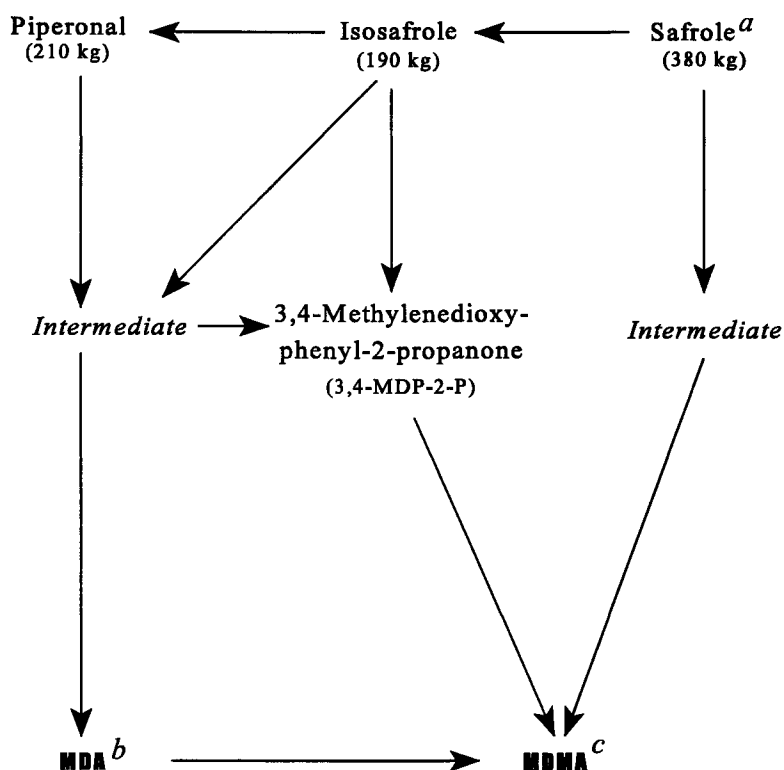 Piperonal
(210 kg)
Isosafrole
(190 kg)
Safrole a
(380 kg)
Intermediate
3,4-Methylenedioxy-
phenyl-2-propanone
(3,4-MDP-2-P)
Intermediate
MDA b
MDMA c